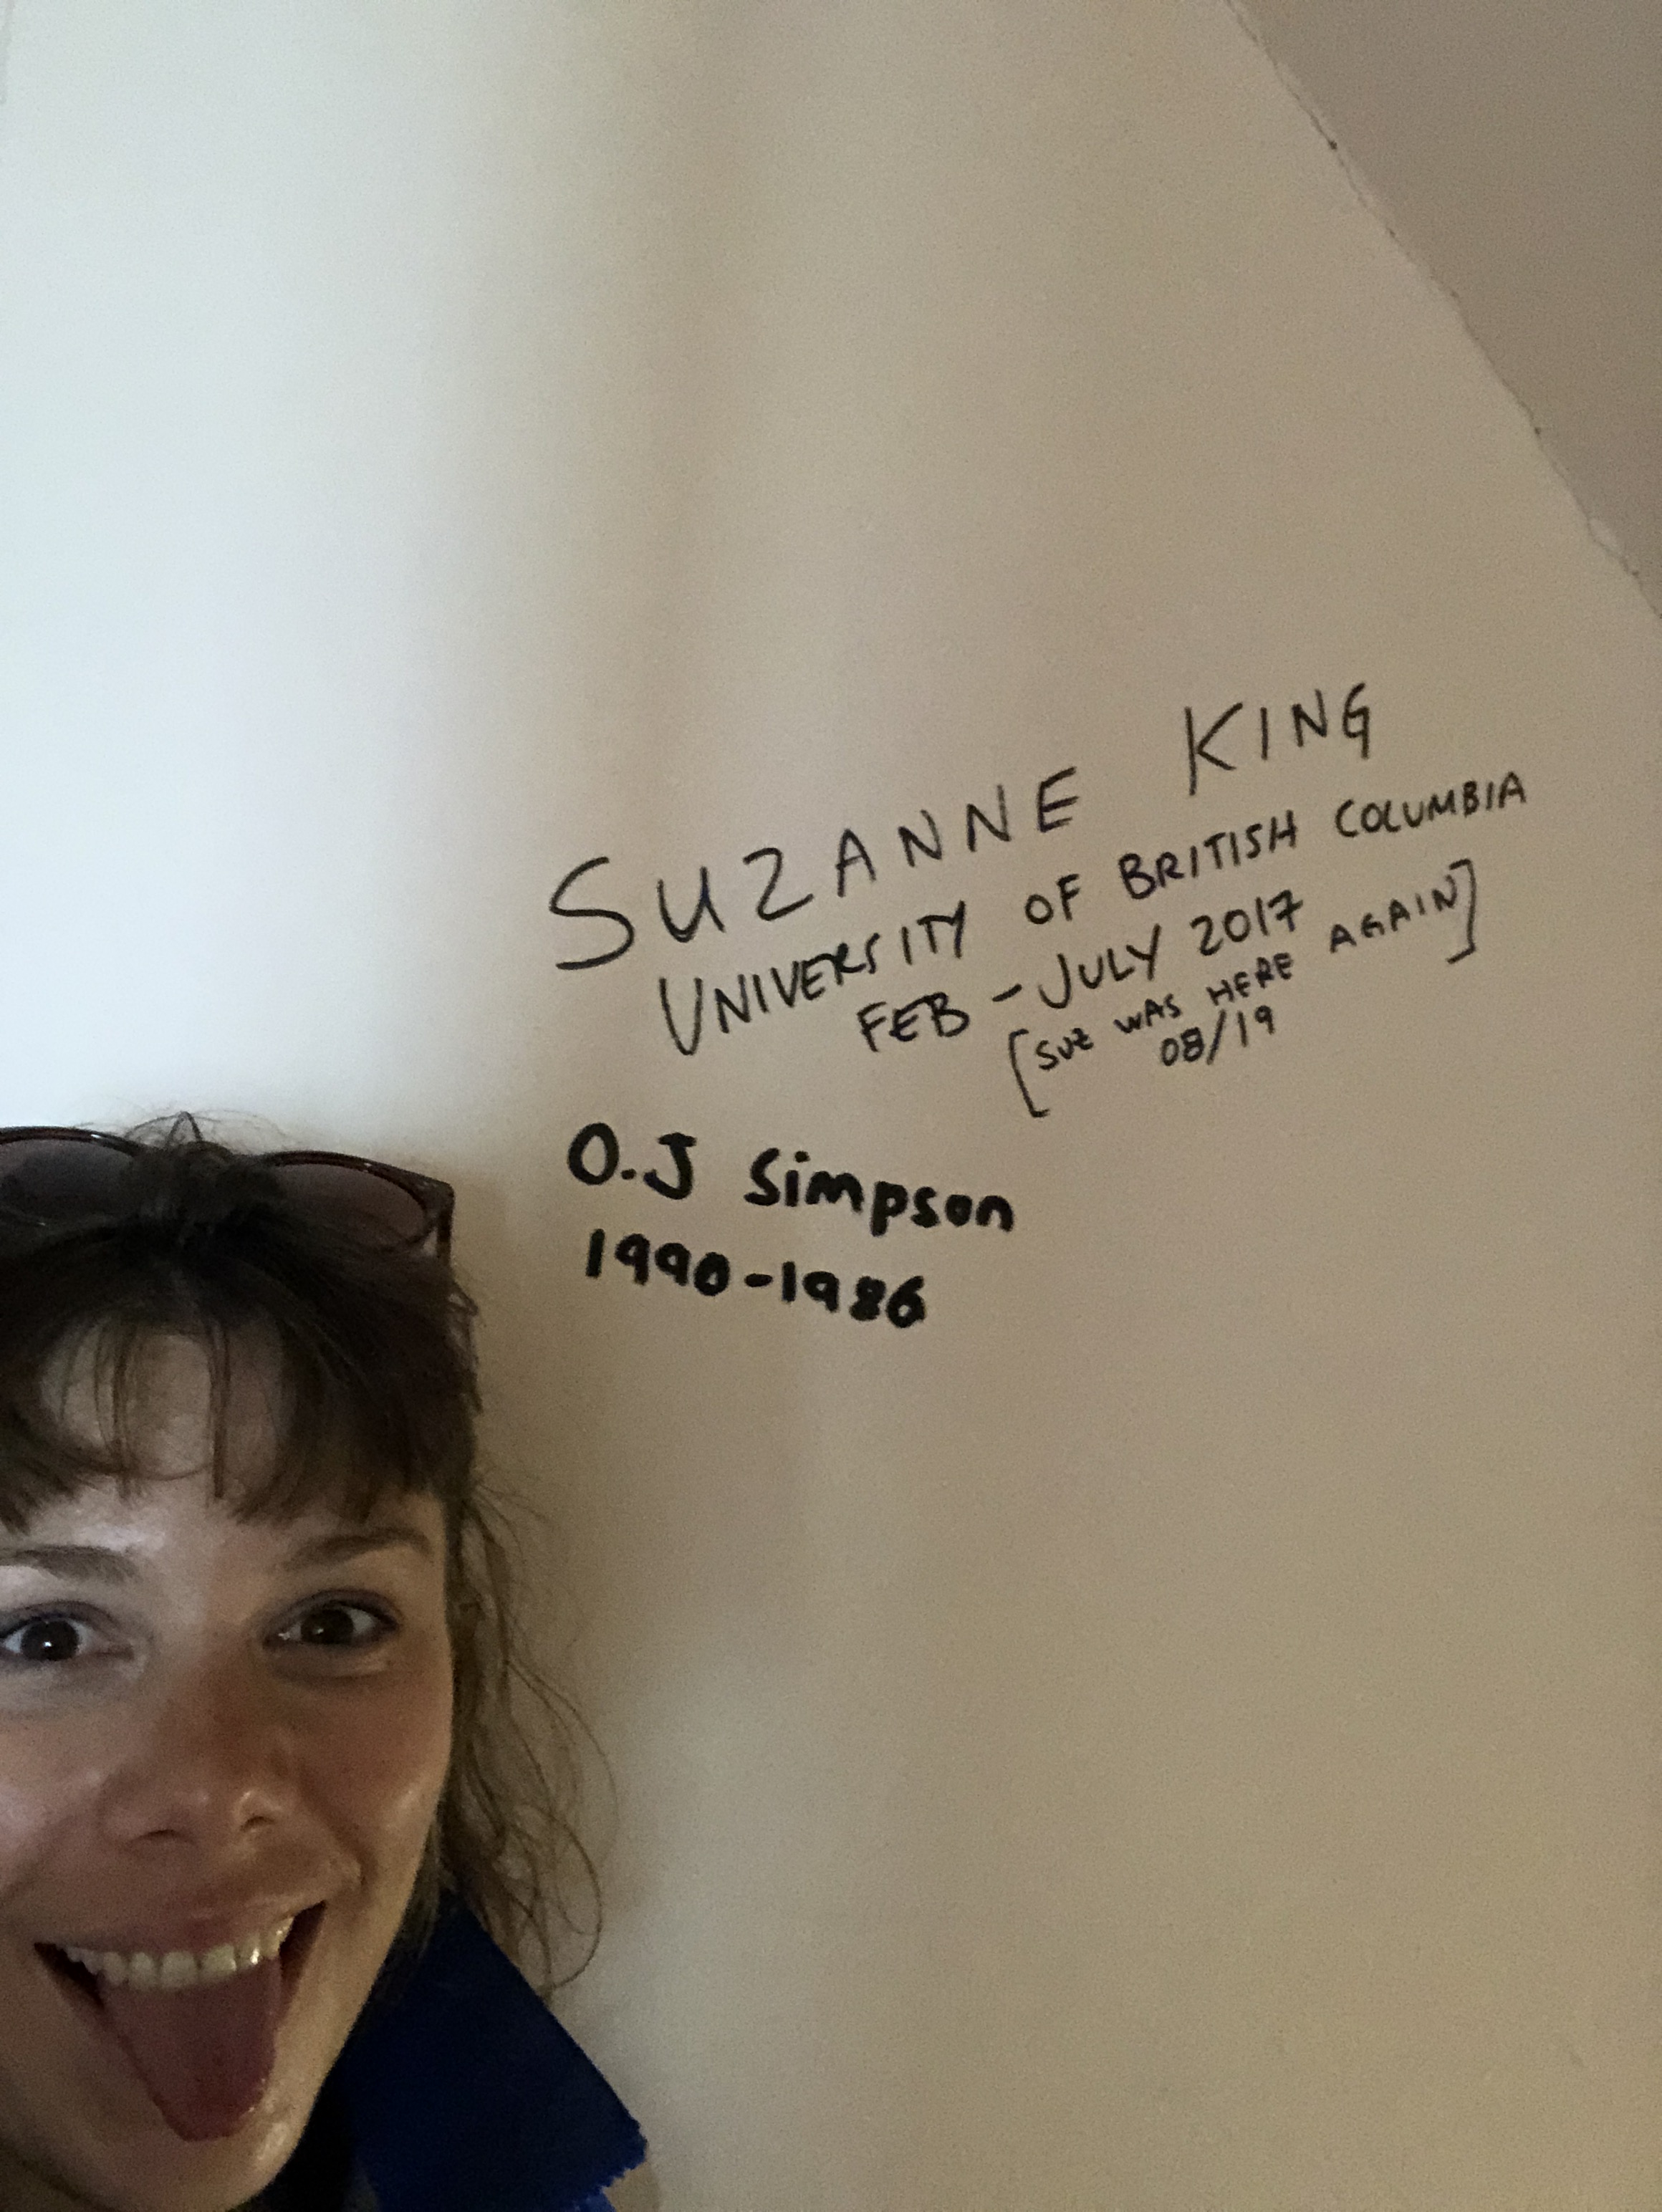 SUZANNE KING
UNIVERSITY OF BRITISH COLUMBIA
FEB - JULY 2017
[SUZ WAS HERE AGAIN]
08/19
O.J Simpson
1990-1986